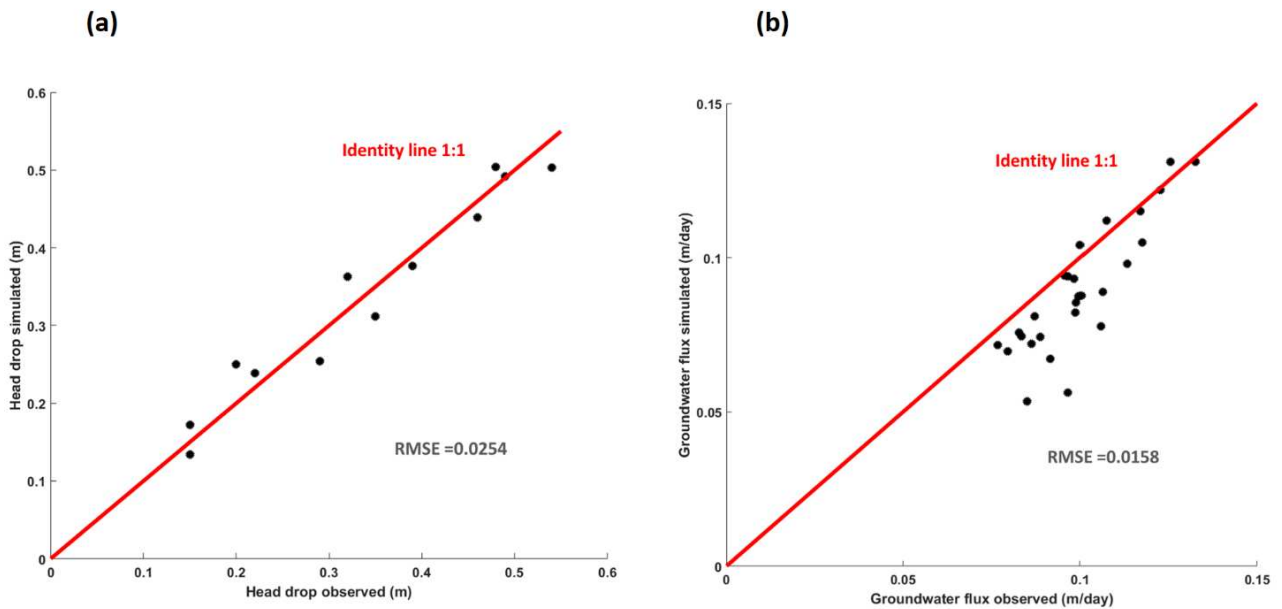 (a)
Head drop simulated (m)
0.6
0.5
0.4
0.3
0.2
0.1
0
Identity line 1:1
RMSE =0.0254
0
0.1
0.2
0.3
0.4
0.5
0.6
Head drop observed (m)
(b)
Groundwater flux simulated (m/day)
0.15
0.1
0.05
0
Identity line 1:1
RMSE =0.0158
0
0.05
0.1
0.15
Groundwater flux observed (m/day)